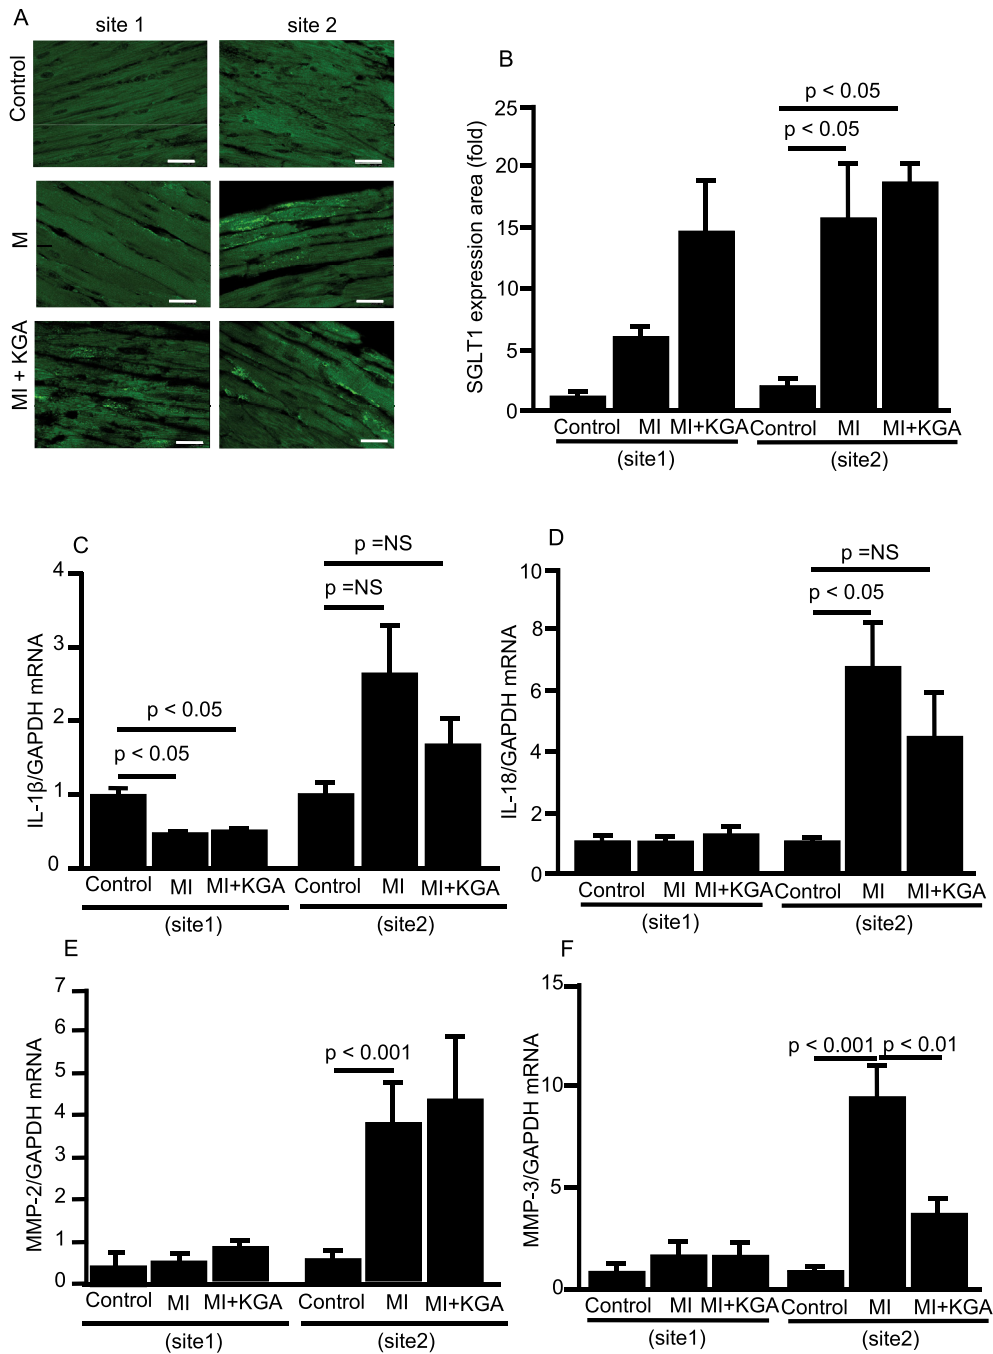 A
site 1 site 2
Control
M
MI + KGA
B
SGLT1 expression area (fold)
25
20
15
10
5
0
p < 0.05
p < 0.05
Control MI MI+KGA Control MI MI+KGA
(site1) (site2)
C
IL-1β/GAPDH mRNA
4
3
2
1
0
p =NS
p =NS
p < 0.05
p < 0.05
Control MI MI+KGA Control MI MI+KGA
(site1) (site2)
D
IL-18/GAPDH mRNA
10
8
6
4
2
0
p =NS
p < 0.05
Control MI MI+KGA Control MI MI+KGA
(site1) (site2)
E
MMP-2/GAPDH mRNA
7
6
5
4
3
2
1
0
p < 0.001
Control MI MI+KGA Control MI MI+KGA
(site1) (site2)
F
MMP-3/GAPDH mRNA
15
10
5
0
p < 0.001 p < 0.01
Control MI MI+KGA Control MI MI+KGA
(site1) (site2)